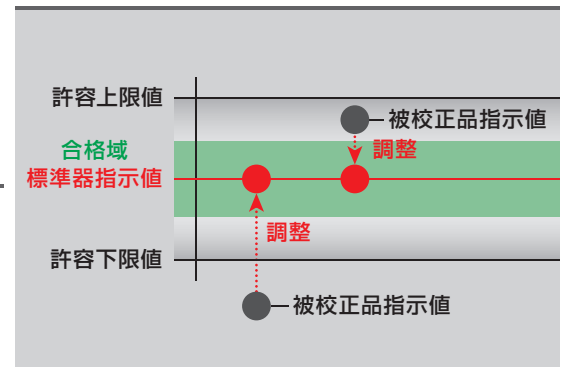 許容上限値
被校正品指示値
合格域
調整
標準器指示値
調整
許容下限値
被校正品指示値